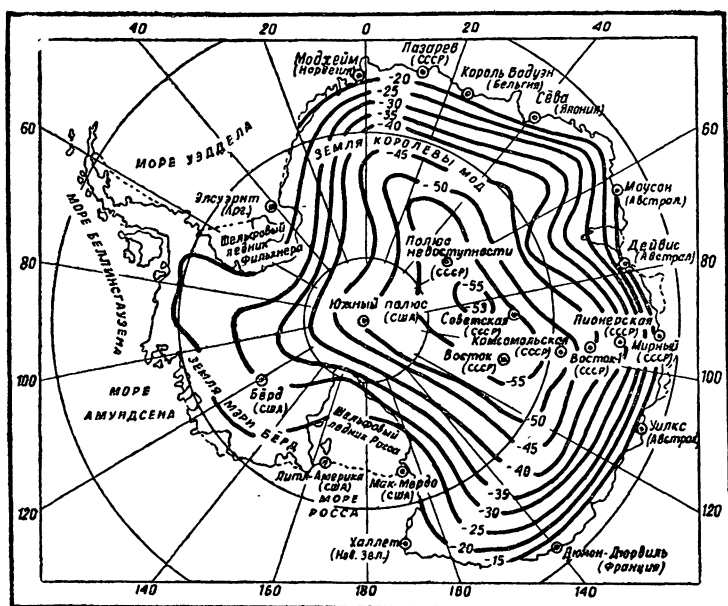 40 20 0 20 40
Модхейм
(Норвегия)
Лазарев
(СССР)
Король Бодуэн
(Бельгия)
Сёва
(Япония)
-20
-25
-30
-35
-40
-45
-50
60
60
МОРЕ УЭДДЕЛА
ЗЕМЛЯ КОРОЛЕВЫ МОД
Моусон
(Австрал.)
Элсуэрт
(Арг.)
Шельфовый
ледник
Фильхнера
МОРЕ БЕЛЛИНСГАУЗЕНА
Дейвис
(Австрал.)
80
80
Полюс
недоступности
(СССР)
-55
-53
Южный полюс
(США)
Советская
(СССР)
Пионерская
(СССР)
Комсомольская
(СССР)
Восток-1
(СССР)
Мирный
(СССР)
Восток
(СССР)
-55
100
100
ЗЕМЛЯ МЭРИ БЕРД
Бёрд
(США)
МОРЕ
АМУНДСЕНА
Шельфовый
ледник Росса
-50
-45
-40
-35
-30
-25
-20
-15
Уилкс
(Австрал.)
Литл-Америка
(США)
Мак-Мердо
(США)
МОРЕ
РОССА
120
120
Халлет
(Нов. Зел.)
Дюмон-Дюрвиль
(Франция)
140 160 180 160 140